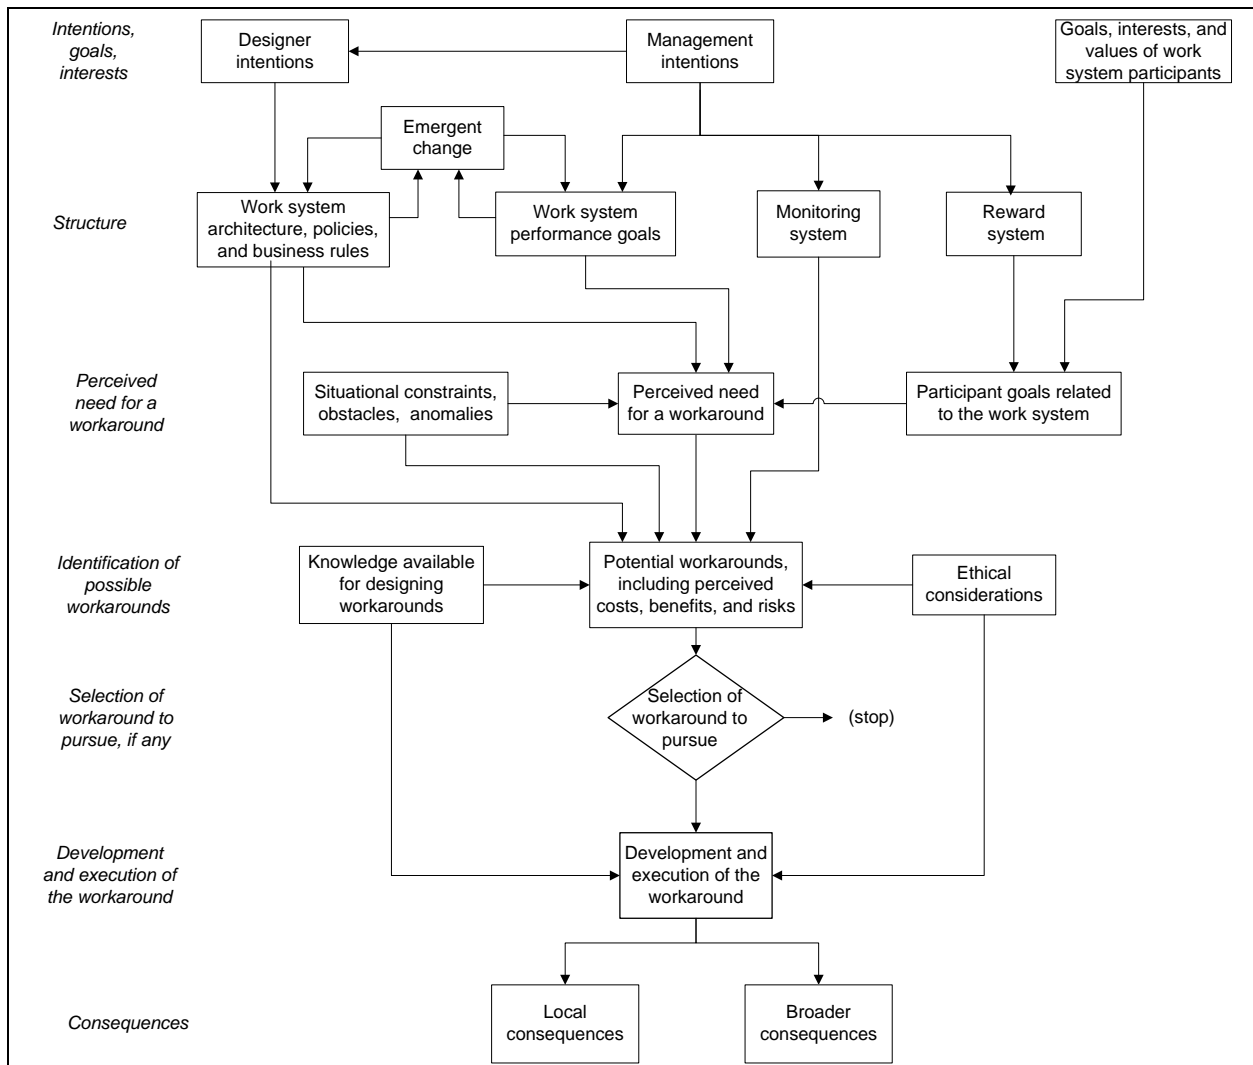 Intentions,
goals,
interests
Designer
intentions
Management
intentions
Goals, interests, and
values of work
system participants
Emergent
change
Structure
Work system
architecture, policies,
and business rules
Work system
performance goals
Monitoring
system
Reward
system
Perceived
need for a
workaround
Situational constraints,
obstacles, anomalies
Perceived need
for a workaround
Participant goals related
to the work system
Identification of
possible
workarounds
Knowledge available
for designing
workarounds
Potential workarounds,
including perceived
costs, benefits, and risks
Ethical
considerations
Selection of
workaround to
pursue, if any
Selection of
workaround to
pursue
(stop)
Development
and execution of
the workaround
Development and
execution of the
workaround
Consequences
Local
consequences
Broader
consequences